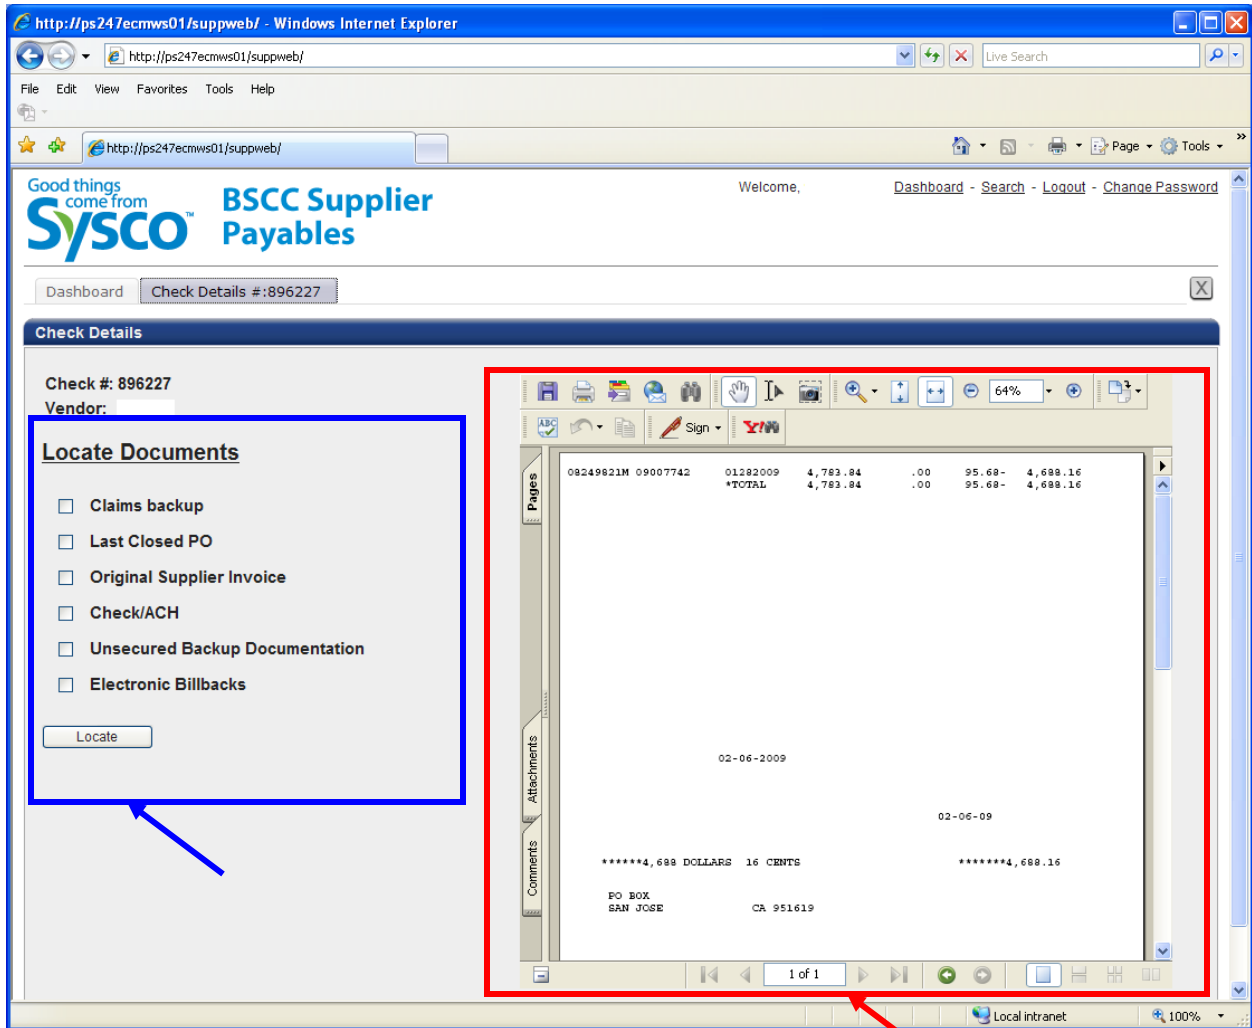 http://ps247ecmws01/suppweb/ - Windows Internet Explorer
http://ps247ecmws01/suppweb/
Live Search
File Edit View Favorites Tools Help
http://ps247ecmws01/suppweb/
Page Tools »
Good things
come from
Sysco™
BSCC Supplier
Payables
Welcome,
Dashboard - Search - Logout - Change Password
Dashboard
Check Details #:896227
X
Check Details
Check #: 896227
Vendor:
Locate Documents
Claims backup
Last Closed PO
Original Supplier Invoice
Check/ACH
Unsecured Backup Documentation
Electronic Billbacks
Locate
64%
ABC
Sign
Y!
Pages
Attachments
Comments
08249821M 09007742 01282009 4,783.84 .00 95.68- 4,688.16
*TOTAL 4,783.84 .00 95.68- 4,688.16
02-06-2009
02-06-09
******4,688 DOLLARS 16 CENTS *******4,688.16
PO BOX
SAN JOSE CA 951619
1 of 1
Local intranet
100%